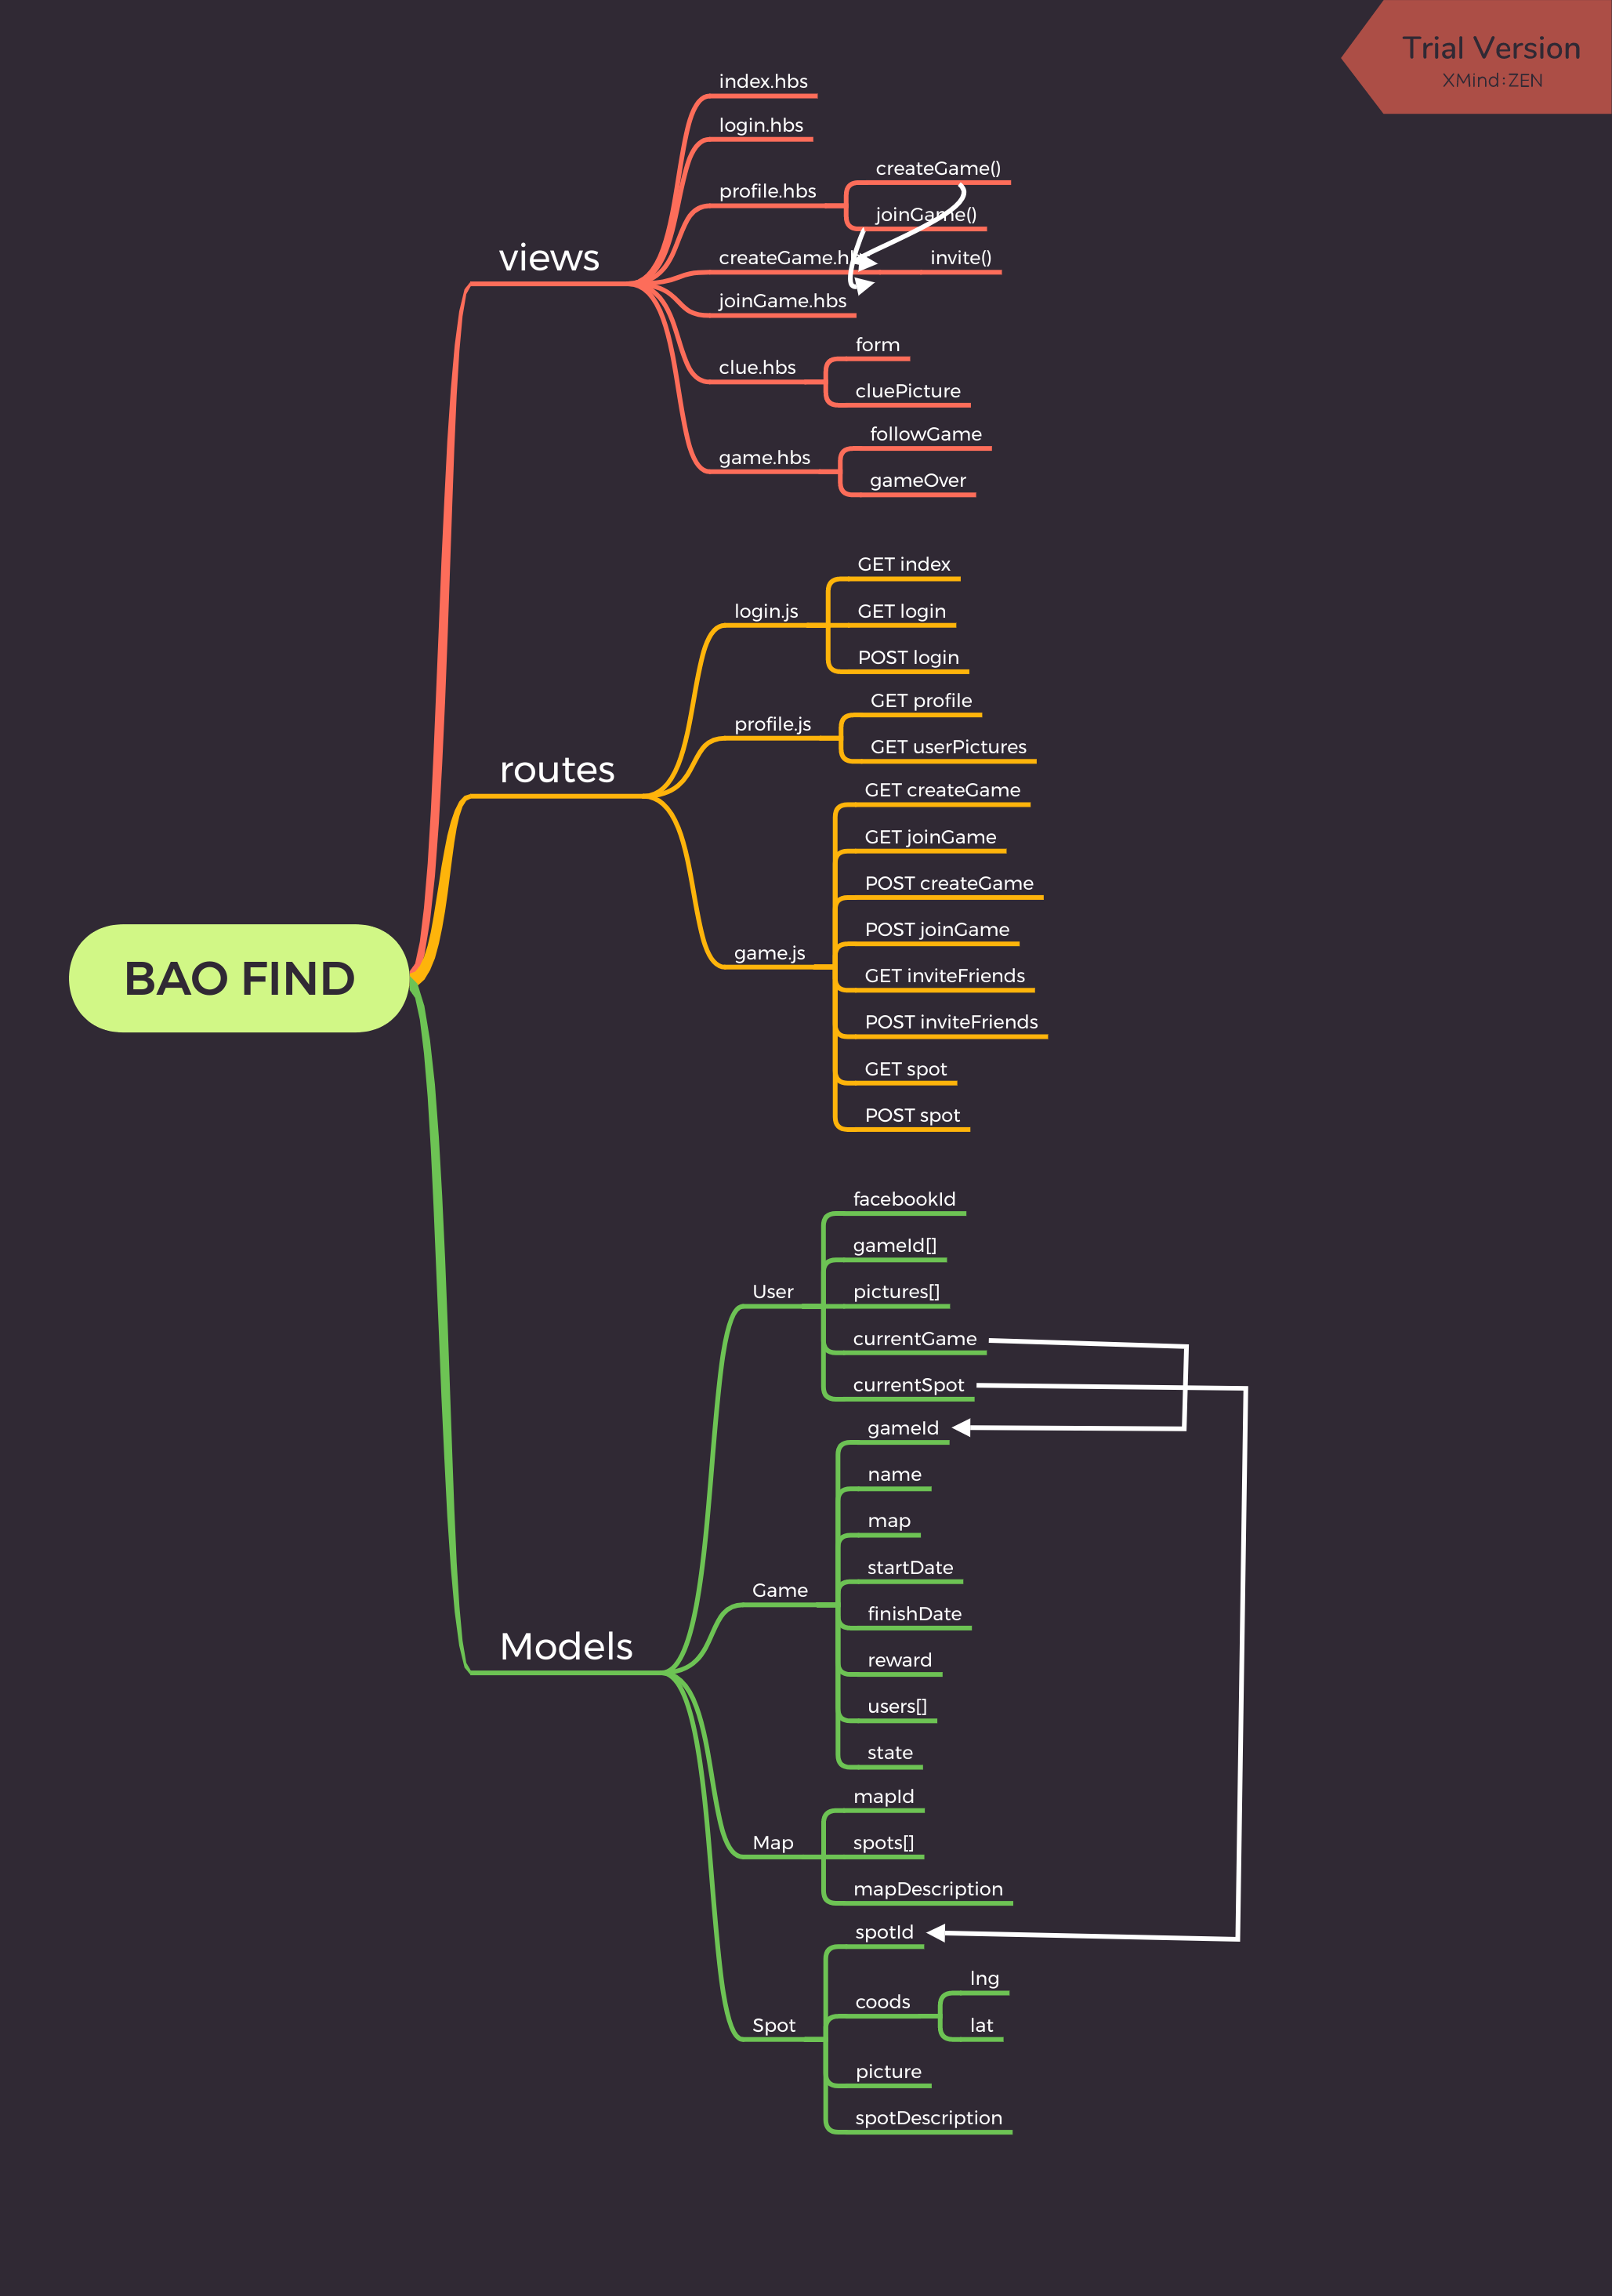 Trial Version
XMind:ZEN
BAO FIND
views
index.hbs
login.hbs
profile.hbs
createGame()
joinGame()
createGame.h
invite()
joinGame.hbs
clue.hbs
form
cluePicture
game.hbs
followGame
gameOver
routes
login.js
GET index
GET login
POST login
profile.js
GET profile
GET userPictures
game.js
GET createGame
GET joinGame
POST createGame
POST joinGame
GET inviteFriends
POST inviteFriends
GET spot
POST spot
Models
User
facebookId
gameId[]
pictures[]
currentGame
currentSpot
Game
gameId
name
map
startDate
finishDate
reward
users[]
state
Map
mapId
spots[]
mapDescription
Spot
spotId
coods
lng
lat
picture
spotDescription